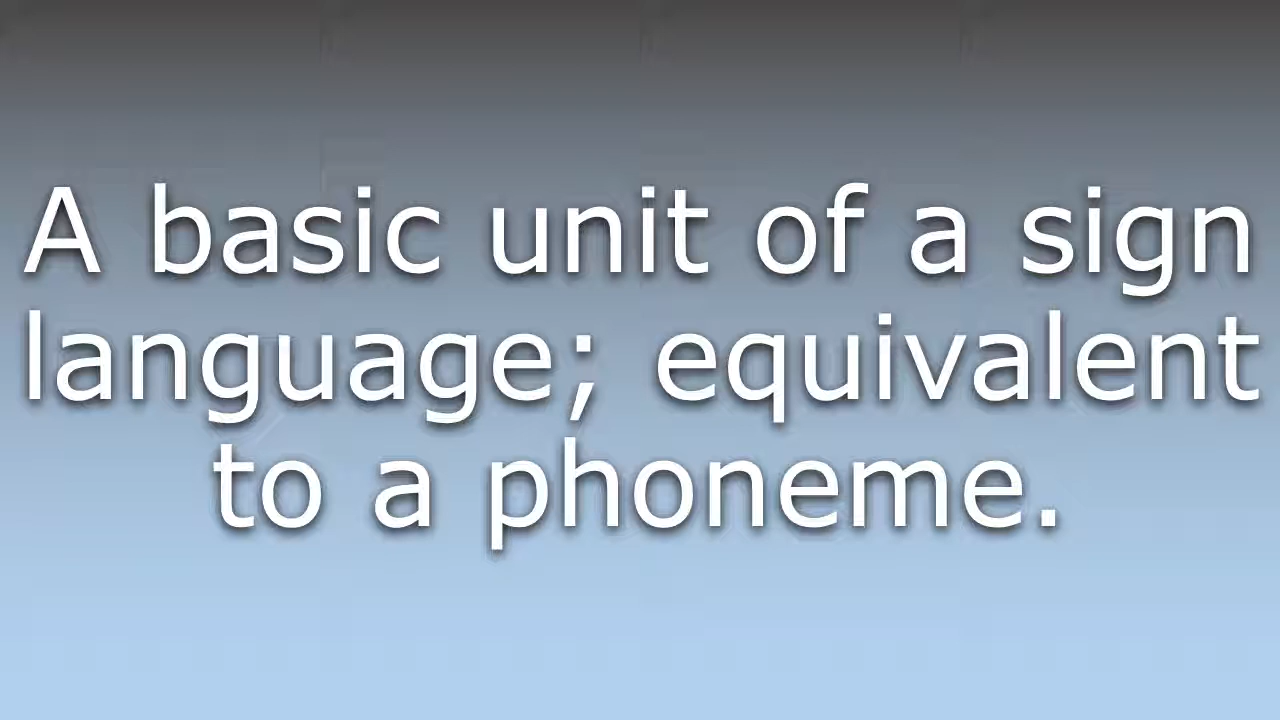 A basic unit of a sign
language; equivalent
to a phoneme.